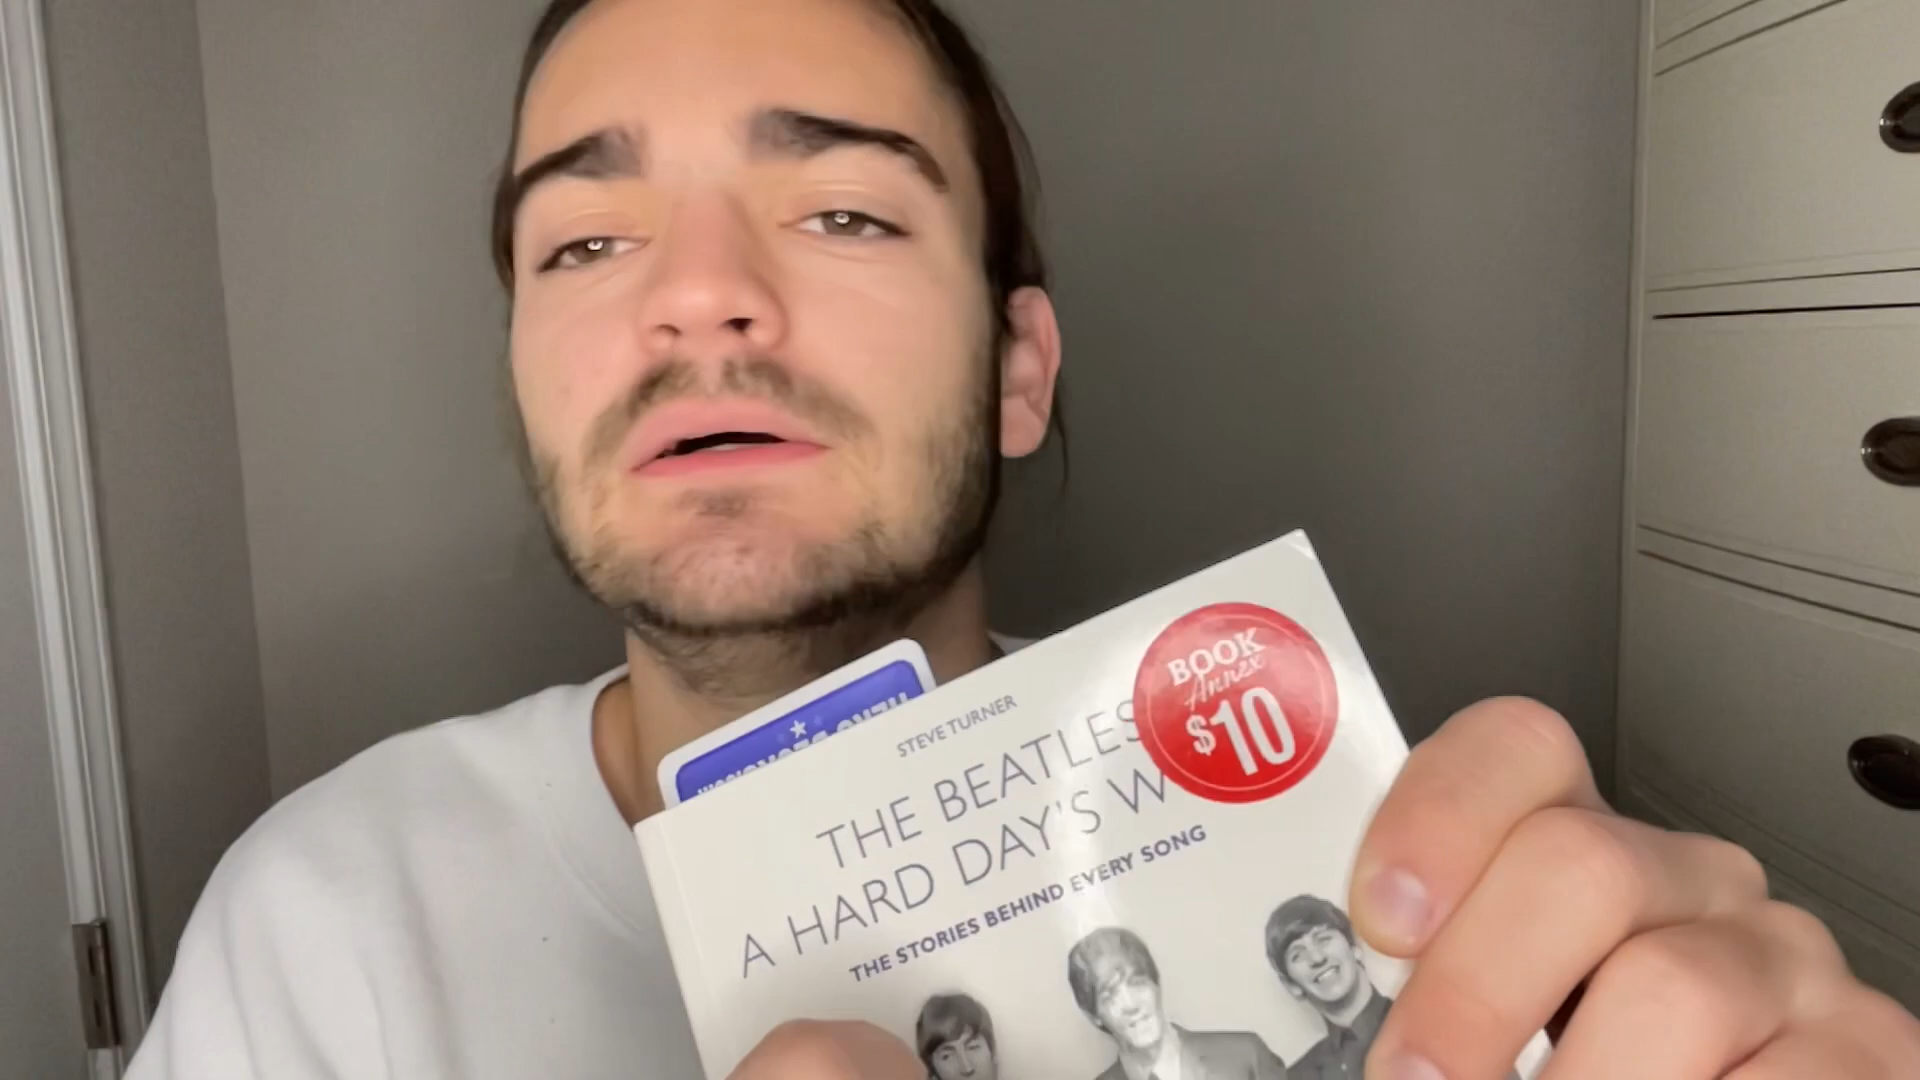 STEVE TURNER
THE BEATLES
A HARD DAY'S W
THE STORIES BEHIND EVERY SONG
BOOK
Annex
$10